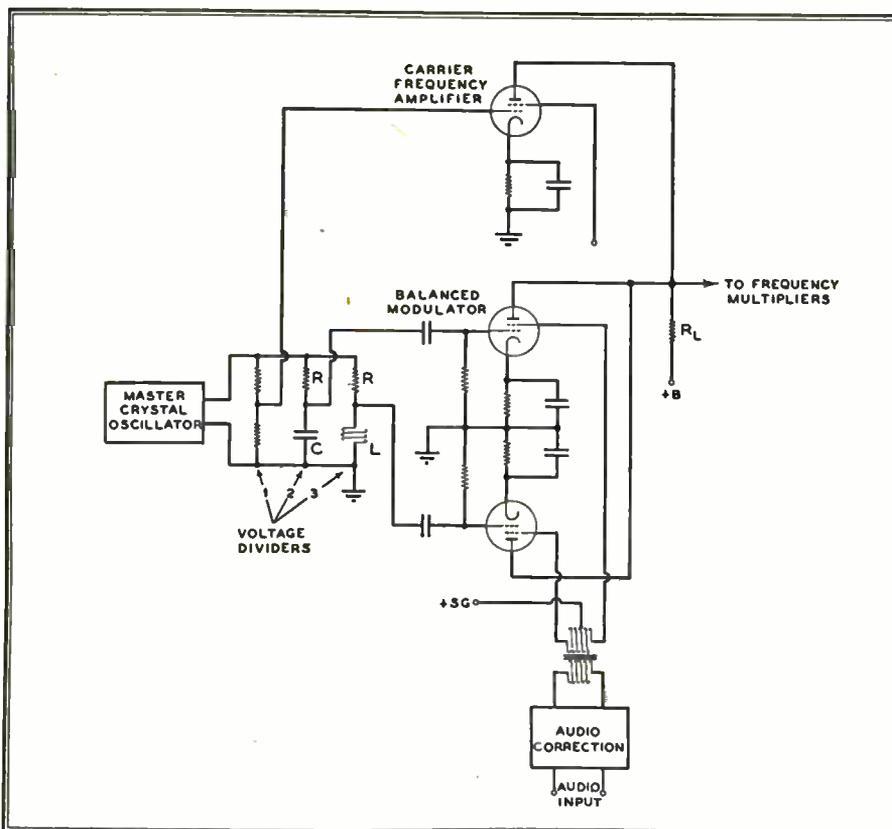 CARRIER
FREQUENCY
AMPLIFIER
TO FREQUENCY
MULTIPLIERS
BALANCED
MODULATOR
R_L
+B
R
R
MASTER
CRYSTAL
OSCILLATOR
C
L
1 2 3
VOLTAGE
DIVIDERS
+SG
AUDIO
CORRECTION
AUDIO
INPUT